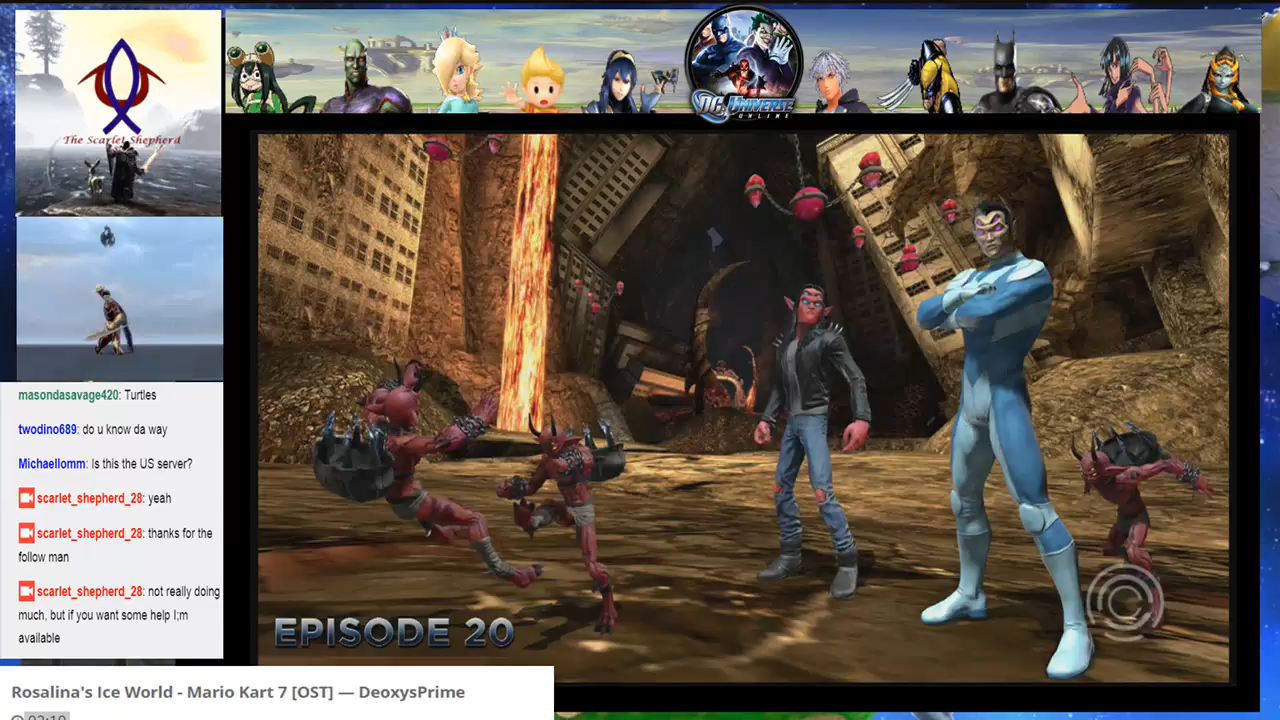 The Scarlet Shepherd
DC UNIVERSE
ONLINE
masondasavage420: Turtles
twodino689: do u know da way
Michaellomm: Is this the US server?
scarlet_shepherd_28: yeah
scarlet_shepherd_28: thanks for the
follow man
scarlet_shepherd_28: not really doing
much, but if you want some help I;m
available
EPISODE 20
Rosalina's Ice World - Mario Kart 7 [OST] — DeoxysPrime